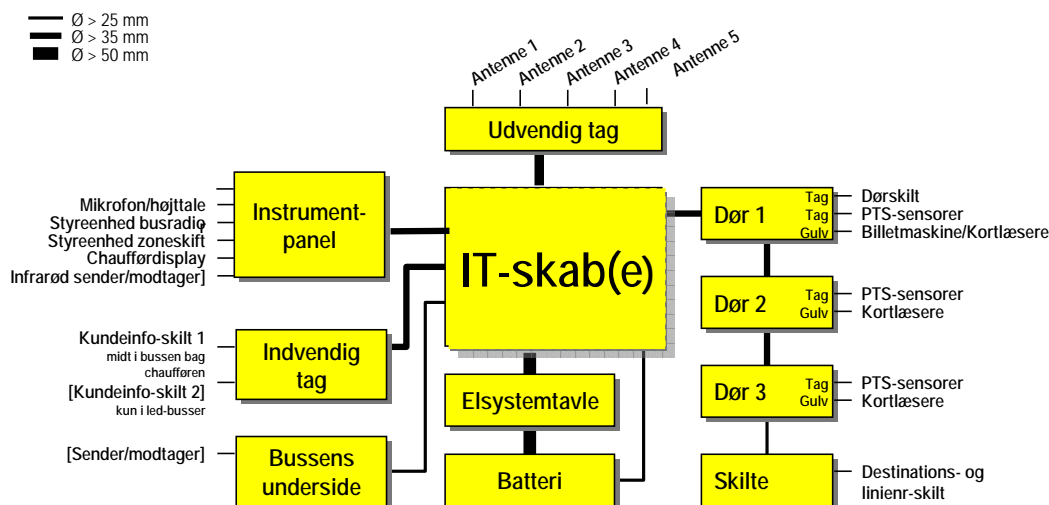 Ø > 25 mm
Ø > 35 mm
Ø > 50 mm
Antenne 1
Antenne 2
Antenne 3
Antenne 4
Antenne 5
Udvendig tag
Mikrofon/højttale
r
Styreenhed busradio
Styreenhed zoneskift
Chaufførdisplay
Infrarød sender/modtager]
Instrument-
panel
IT-skab(e)
Dør 1
Tag
Tag
Gulv
Dørskilt
PTS-sensorer
Billetmaskine/Kortlæsere
Dør 2
Tag
Gulv
PTS-sensorer
Kortlæsere
Kundeinfo-skilt 1
midt i bussen bag
chaufføren
[Kundeinfo-skilt 2]
kun i led-busser
Indvendig
tag
Elsystemtavle
Dør 3
Tag
Gulv
PTS-sensorer
Kortlæsere
[Sender/modtager]
Bussens
underside
Batteri
Skilte
Destinations- og
linienr-skilt